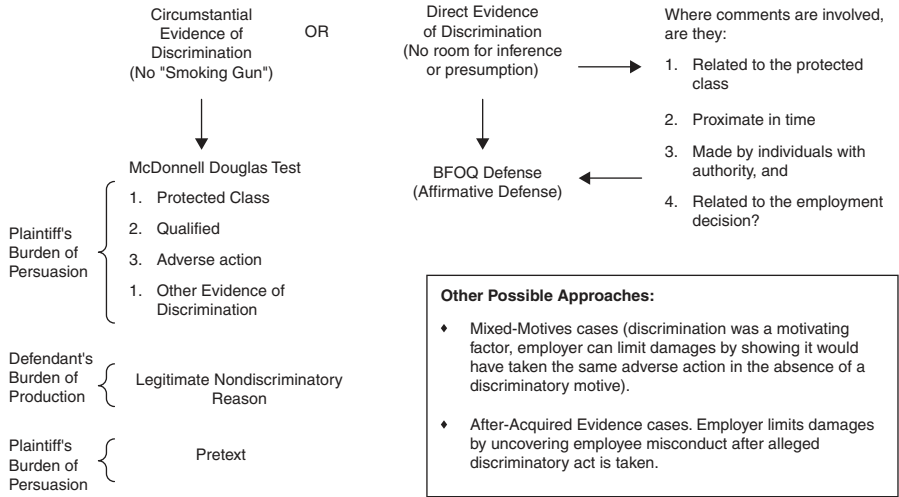 Circumstantial
Evidence of
Discrimination
(No "Smoking Gun")
OR
Direct Evidence
of Discrimination
(No room for inference
or presumption)
Where comments are involved,
are they:
1. Related to the protected
class
2. Proximate in time
3. Made by individuals with
authority, and
4. Related to the employment
decision?
BFOQ Defense
(Affirmative Defense)
McDonnell Douglas Test
Plaintiff's
Burden of
Persuasion
1. Protected Class
2. Qualified
3. Adverse action
1. Other Evidence of
Discrimination
Defendant's
Burden of
Production
Legitimate Nondiscriminatory
Reason
Plaintiff's
Burden of
Persuasion
Pretext
Other Possible Approaches:
♦ Mixed-Motives cases (discrimination was a motivating
factor, employer can limit damages by showing it would
have taken the same adverse action in the absence of a
discriminatory motive).
♦ After-Acquired Evidence cases. Employer limits damages
by uncovering employee misconduct after alleged
discriminatory act is taken.